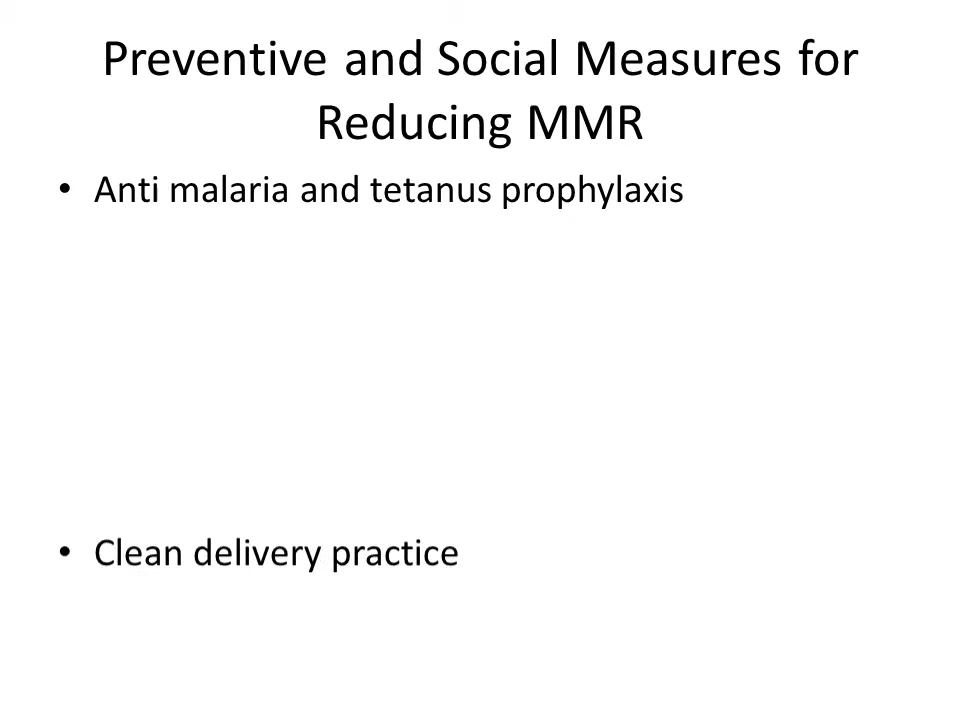 Preventive and Social Measures for
Reducing MMR
• Anti malaria and tetanus prophylaxis
• Clean delivery practice